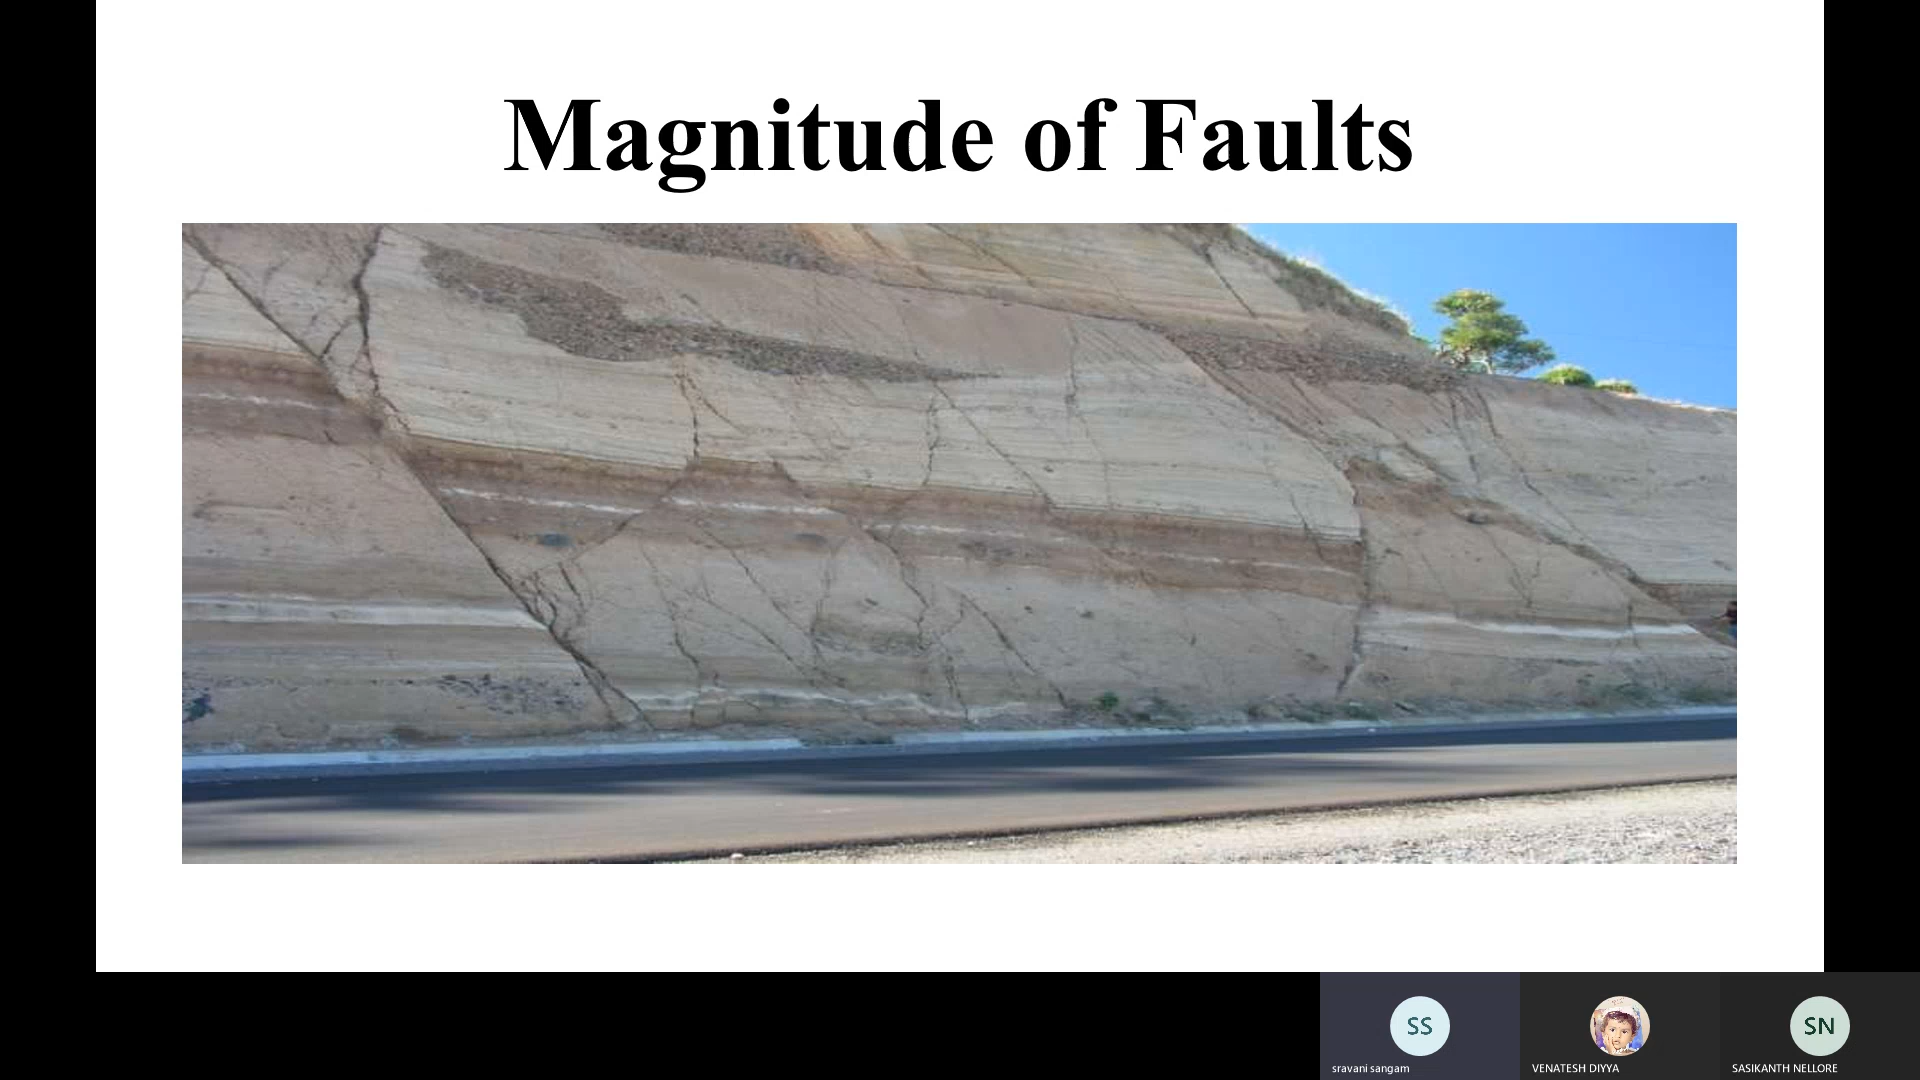 Magnitude of Faults
SS
SN
sravani sangam
VENATESH DIYYA
SASIKANTH NELLORE